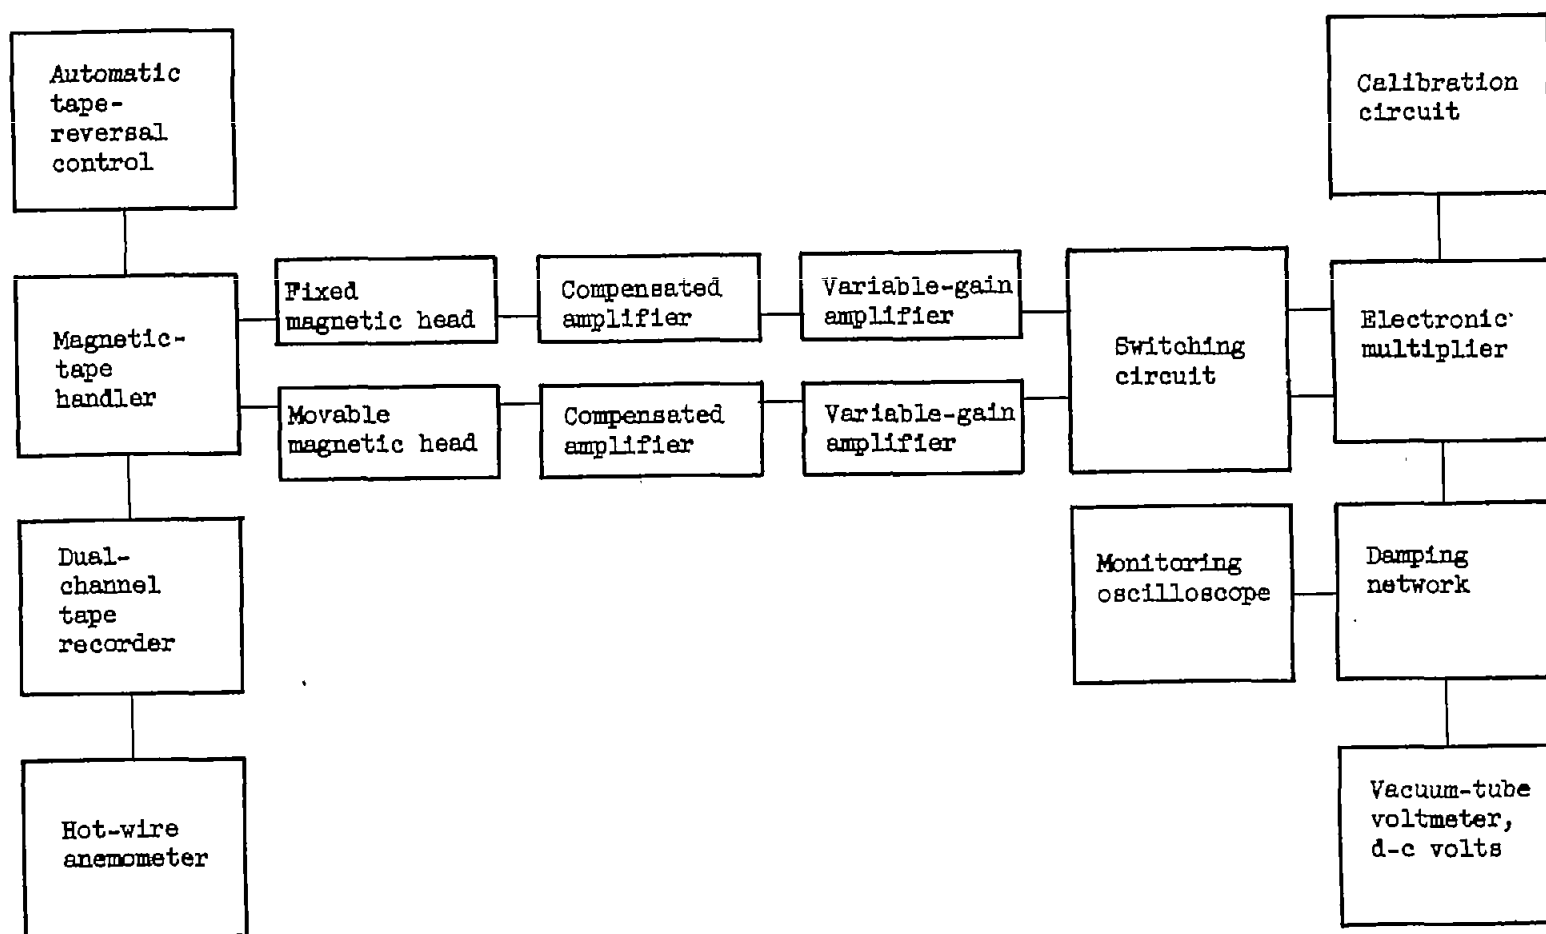 Automatic
tape-
reversal
control
Calibration
circuit
Magnetic-
tape
handler
Fixed
magnetic head
Compensated
amplifier
Variable-gain
amplifier
Movable
magnetic head
Compensated
amplifier
Variable-gain
amplifier
Switching
circuit
Electronic
multiplier
Dual-
channel
tape
recorder
Monitoring
oscilloscope
Damping
network
Hot-wire
anemometer
Vacuum-tube
voltmeter,
d-c volts